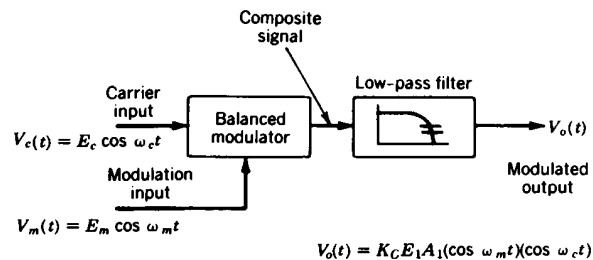 Composite
signal
Carrier
input
Low-pass filter
Balanced
modulator
V_c(t) = E_c cos ω_c t
V_o(t)
Modulation
input
Modulated
output
V_m(t) = E_m cos ω_m t
V_o(t) = K_C E_1 A_1 (cos ω_m t)(cos ω_c t)